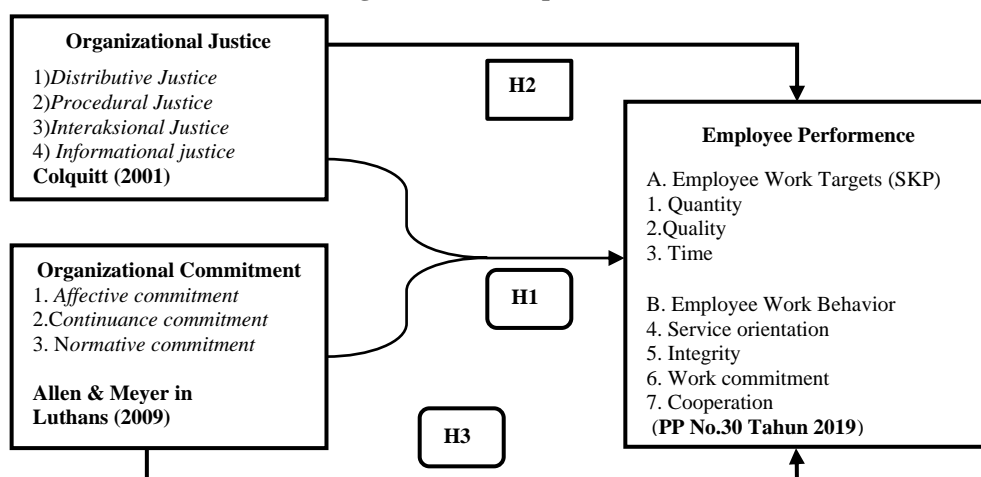 Organizational Justice
1)Distributive Justice
2)Procedural Justice
3)Interaksional Justice
4) Informational justice
Colquitt (2001)
H2
Organizational Commitment
1. Affective commitment
2.Continuance commitment
3. Normative commitment
Allen & Meyer in
Luthans (2009)
H1
H3
Employee Performence
A. Employee Work Targets (SKP)
1. Quantity
2.Quality
3. Time
B. Employee Work Behavior
4. Service orientation
5. Integrity
6. Work commitment
7. Cooperation
(PP No.30 Tahun 2019)